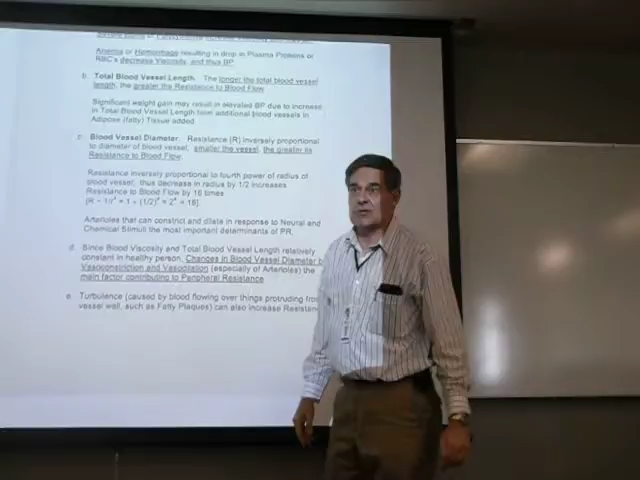 Anemia or Hemorrhage resulting in drop in Plasma Proteins or
RBC's decrease Viscosity, and thus BP
b. Total Blood Vessel Length. The longer the total blood vessel
length, the greater the Resistance to Blood Flow
Significant weight gain may result in elevated BP due to increase
in Total Blood Vessel Length from additional blood vessels in
Adipose (fatty) Tissue added
c. Blood Vessel Diameter. Resistance (R) inversely proportional
to diameter of blood vessel, smaller the vessel, the greater its
Resistance to Blood Flow
Resistance inversely proportional to fourth power of radius of
blood vessel, thus decrease in radius by 1/2 increases
Resistance to Blood Flow by 16 times
Arterioles that can constrict and dilate in response to Neural and
Chemical Stimuli the most important determinants of PR
d. Since Blood Viscosity and Total Blood Vessel Length relatively
constant in healthy person, Changes in Blood Vessel Diameter b
Vasoconstriction and Vasodilation (especially of Arterioles) the
main factor contributing to Peripheral Resistance
e. Turbulence (caused by blood flowing over things protruding from
vessel wall, such as Fatty Plaques) can also increase Resistan